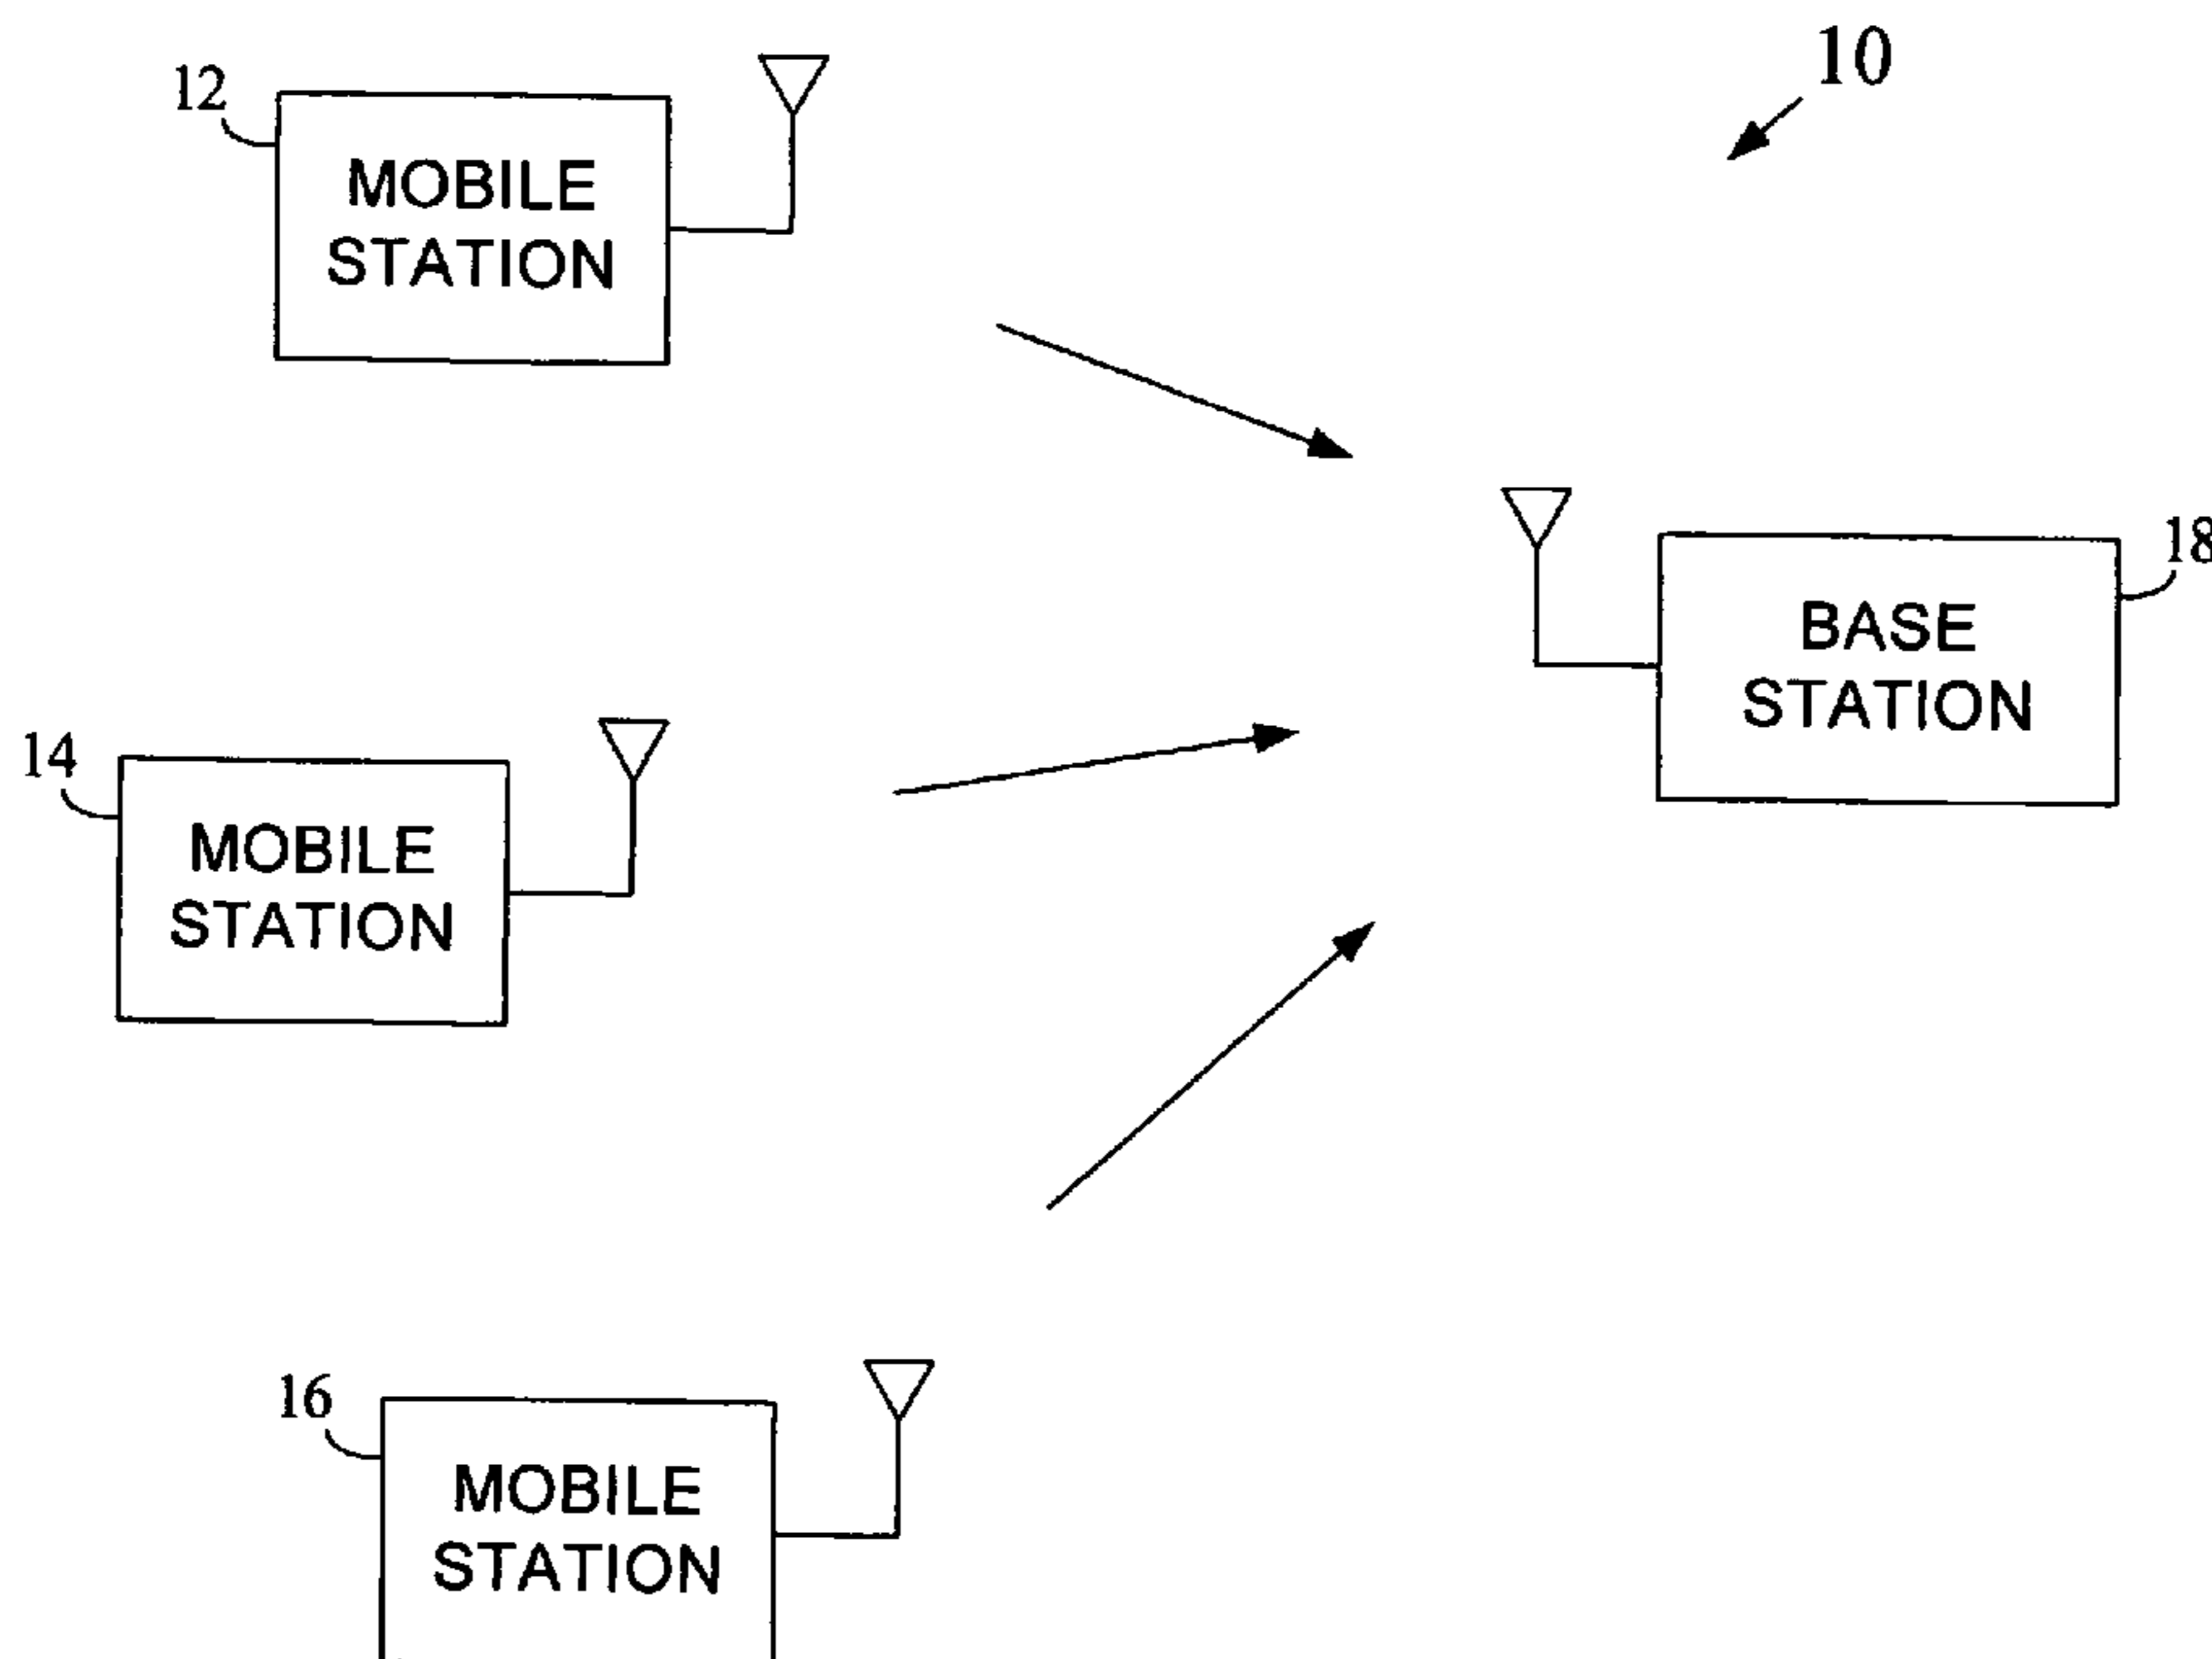 10
12
MOBILE
STATION
18
BASE
STATION
14
MOBILE
STATION
16
MOBILE
STATION